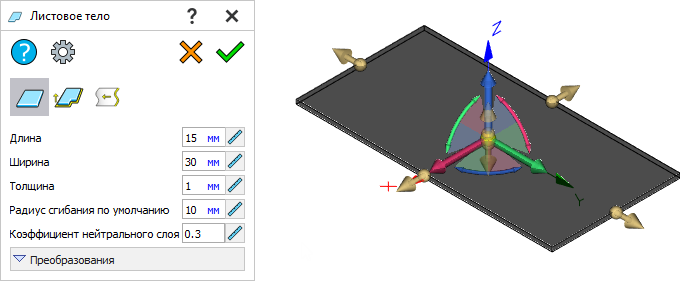 Листовое тело ?
?
Z
Длина 15 мм
Ширина 30 мм
Толщина 1 мм
Радиус сгибания по умолчанию 10 мм
Коэффициент нейтрального слоя 0.3
Преобразования
Y